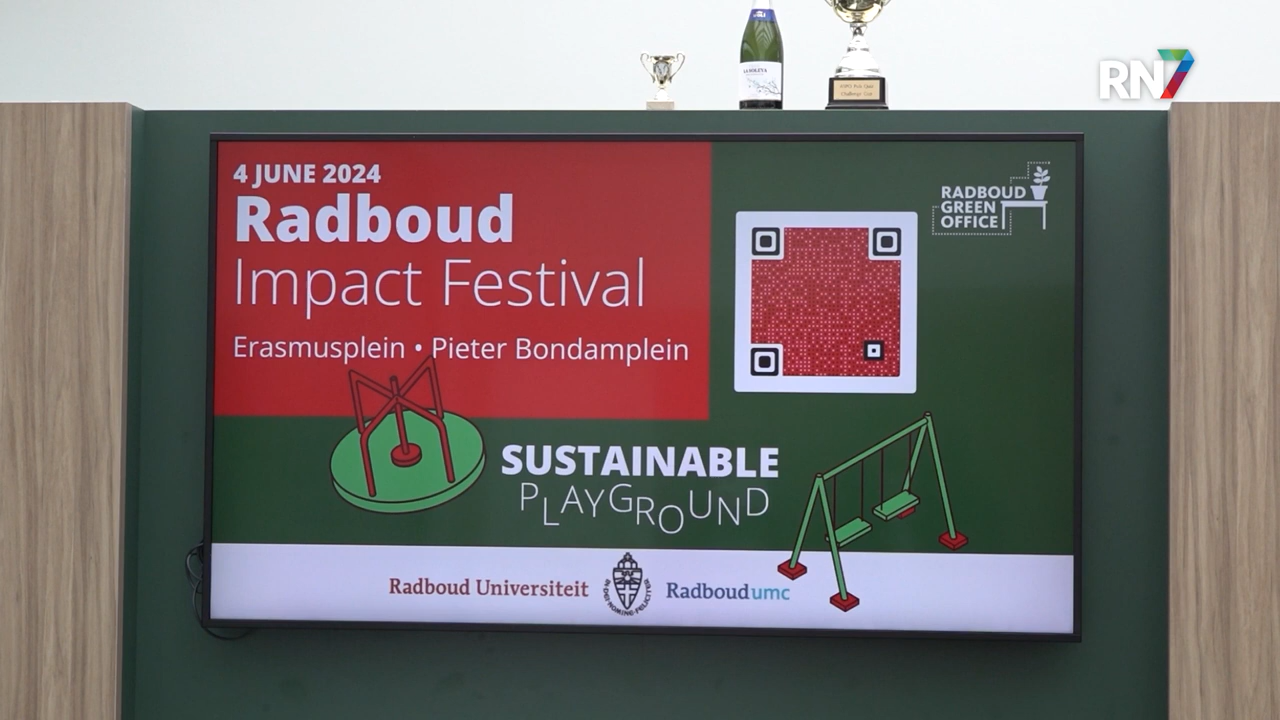 RN7
4 JUNE 2024
Radboud
Impact Festival
Erasmusplein • Pieter Bondamplein
RADBOUD
GREEN
OFFICE
SUSTAINABLE
PLAYGROUND
Radboud Universiteit
Radboudumc